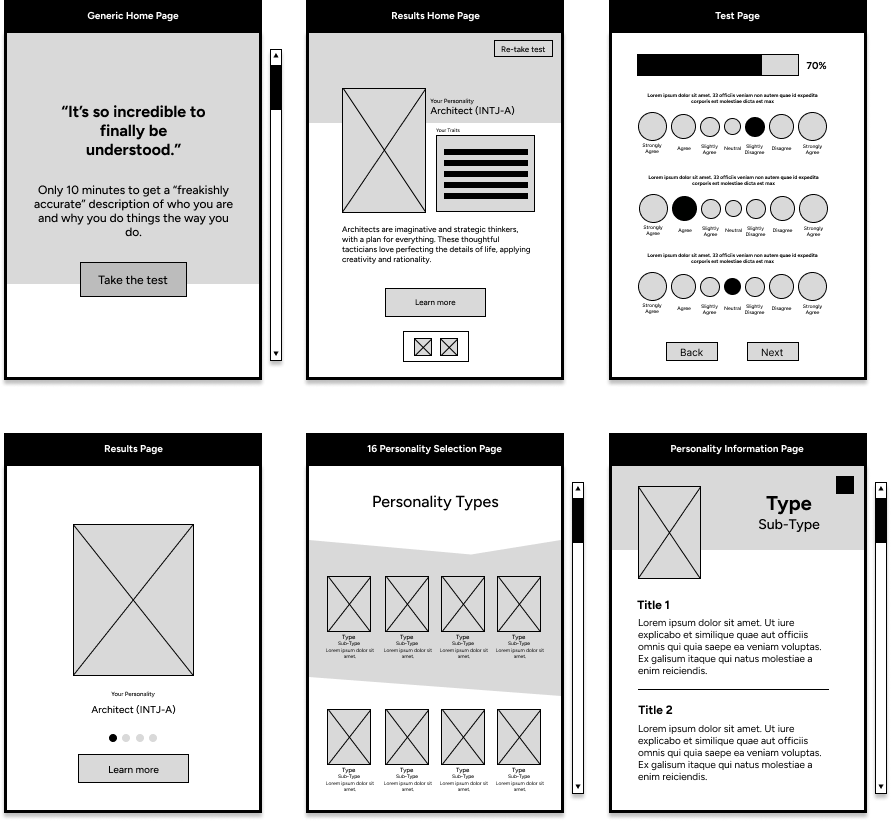 Generic Home Page
“It’s so incredible to
finally be
understood.”
Only 10 minutes to get a “freakishly
accurate” description of who you are
and why you do things the way you
do.
Take the test
Results Home Page
Re-take test
Your Personality
Architect (INTJ-A)
Your Traits
Architects are imaginative and strategic thinkers,
with a plan for everything. These thoughtful
tacticians love perfecting the details of life, applying
creativity and rationality.
Learn more
Test Page
70%
Lorem ipsum dolor sit amet. 33 officiis veniam non autem quae id expedita
corporis est molestiae dicta est max
Strongly
Agree
Agree
Slightly
Agree
Neutral
Slightly
Disagree
Disagree
Strongly
Agree
Lorem ipsum dolor sit amet. 33 officiis veniam non autem quae id expedita
corporis est molestiae dicta est max
Strongly
Agree
Agree
Slightly
Agree
Neutral
Slightly
Disagree
Disagree
Strongly
Agree
Lorem ipsum dolor sit amet. 33 officiis veniam non autem quae id expedita
corporis est molestiae dicta est max
Strongly
Agree
Agree
Slightly
Agree
Neutral
Slightly
Disagree
Disagree
Strongly
Agree
Back
Next
Results Page
Your Personality
Architect (INTJ-A)
Learn more
16 Personality Selection Page
Personality Types
Type
Sub-Type
Lorem ipsum dolor sit
amet.
Type
Sub-Type
Lorem ipsum dolor sit
amet.
Type
Sub-Type
Lorem ipsum dolor sit
amet.
Type
Sub-Type
Lorem ipsum dolor sit
amet.
Type
Sub-Type
Lorem ipsum dolor sit
amet.
Type
Sub-Type
Lorem ipsum dolor sit
amet.
Type
Sub-Type
Lorem ipsum dolor sit
amet.
Type
Sub-Type
Lorem ipsum dolor sit
amet.
Personality Information Page
Type
Sub-Type
Title 1
Lorem ipsum dolor sit amet. Ut iure
explicabo et similique quae aut officiis
omnis qui quia saepe ea veniam voluptas.
Ex galisum itaque qui natus molestiae a
enim reiciendis.
Title 2
Lorem ipsum dolor sit amet. Ut iure
explicabo et similique quae aut officiis
omnis qui quia saepe ea veniam voluptas.
Ex galisum itaque qui natus molestiae a
enim reiciendis.